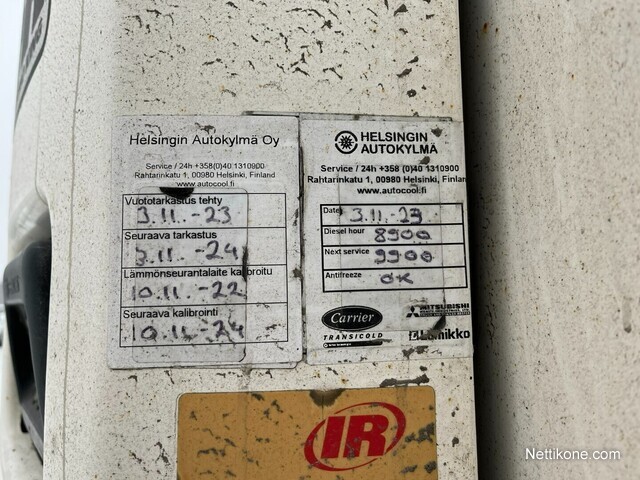 Helsingin Autokylmä Oy
Service / 24h +358(0)40 1310900
Rahtarinkatu 1, 00980 Helsinki, Finland
www.autocool.fi
Vuototarkastus tehty
3.11.-23
Seuraava tarkastus
3.11.-24
Lämmönseurantalaite kalibroitu
10.11.-22
Seuraava kalibrointi
10.11.-24
HELSINGIN
AUTOKYLMÄ
Service / 24h +358 (0)40 1310900
Rahtarinkatu 1, 00980 Helsinki, Finland
www.autocool.fi
Date 3.11.-23
Diesel hour 8900
Next service 9900
Antifreeze OK
Carrier
TRANSICOLD
MITSUBISHI
Lumikko
IR
Nettikone.com